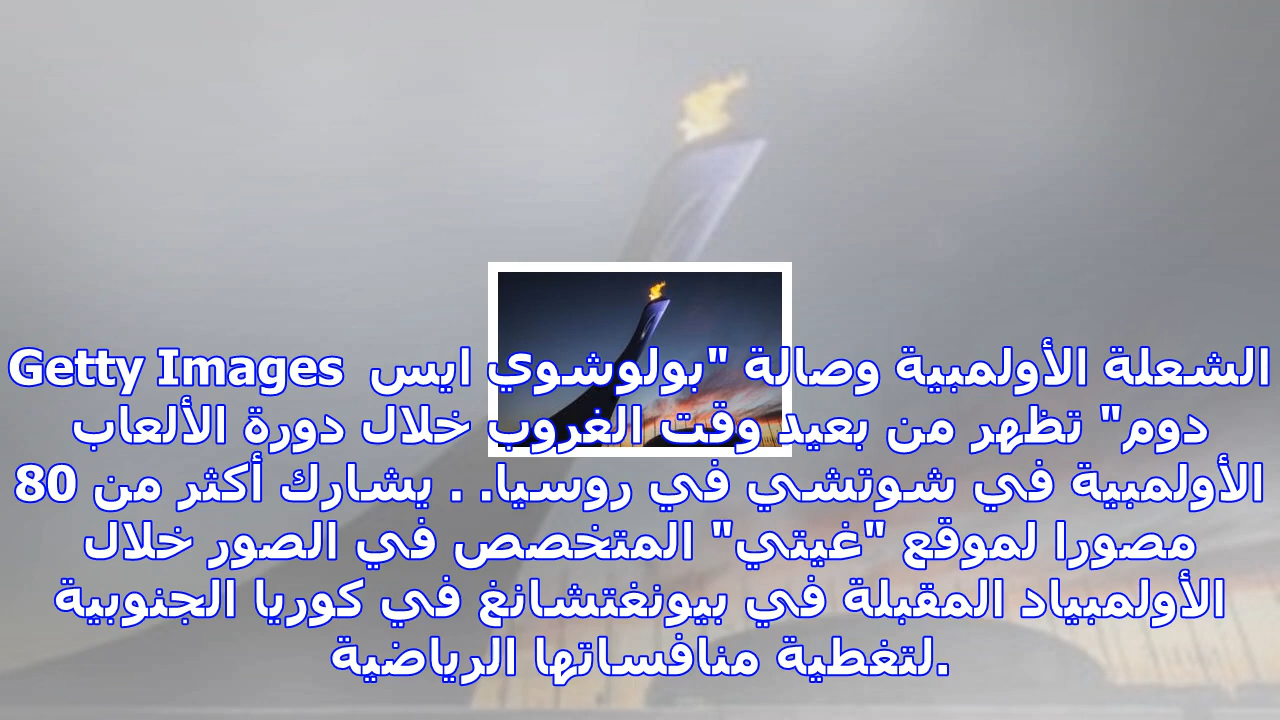 Getty Images الشعلة الأولمبية وصالة "بولوشوي ايس
دوم" تظهر من بعيد وقت الغروب خلال دورة الألعاب
الأولمبية في شوتشي في روسيا. . يشارك أكثر من 80
مصورا لموقع "غيتي" المتخصص في الصور خلال
الأولمبياد المقبلة في بيونغتشانغ في كوريا الجنوبية
لتغطية منافساتها الرياضية.